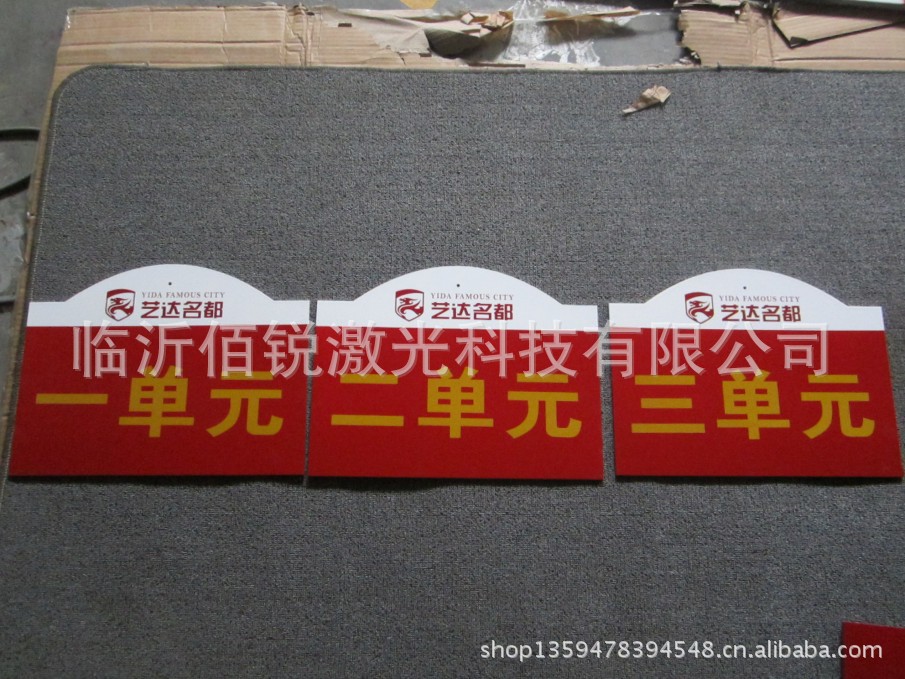 YIDA FAMOUS CITY
艺达名都
一单元
YIDA FAMOUS CITY
艺达名都
二单元
YIDA FAMOUS CITY
艺达名都
三单元
临沂佰锐激光科技有限公司
shop1359478394548.cn.alibaba.com